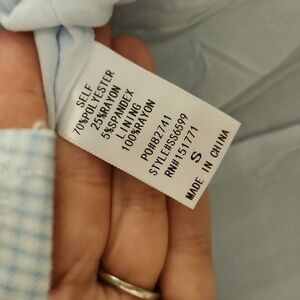 SELF
70%POLYESTER
25%RAYON
5%SPANDEX
LINING
100%RAYON
PO#82741
STYLE#SS6599
RN#151771
S
MADE IN CHINA